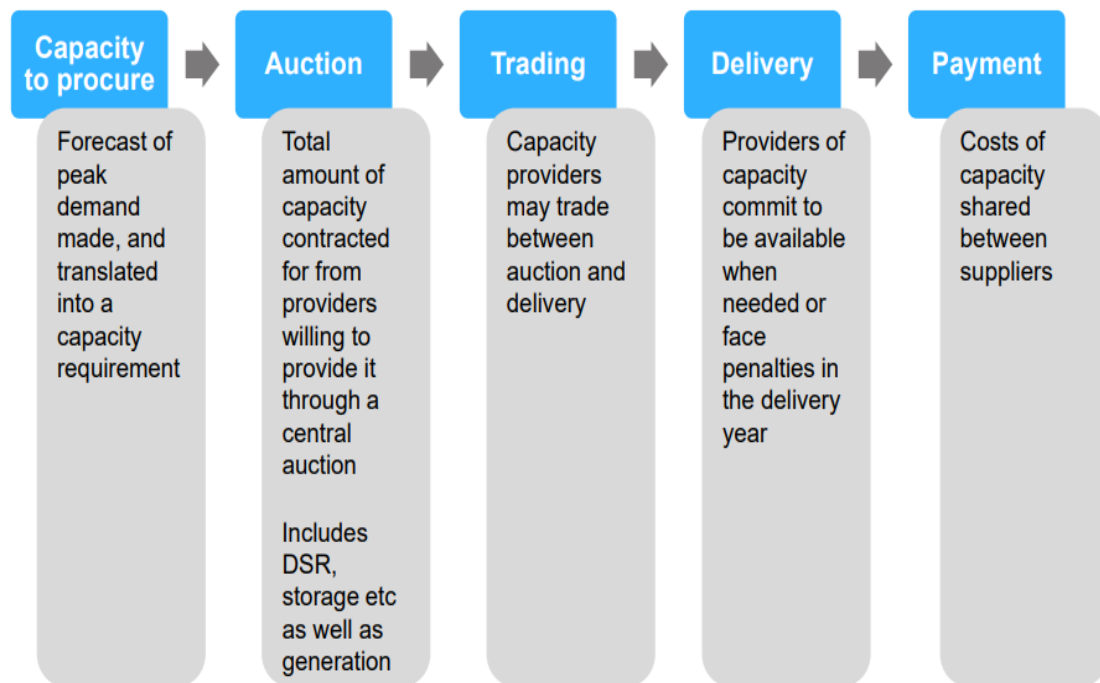 Capacity
to procure
Forecast of
peak
demand
made, and
translated
into a
capacity
requirement
Auction
Total
amount of
capacity
contracted
for from
providers
willing to
provide it
through a
central
auction
Includes
DSR,
storage etc
as well as
generation
Trading
Capacity
providers
may trade
between
auction and
delivery
Delivery
Providers of
capacity
commit to
be available
when
needed or
face
penalties in
the delivery
year
Payment
Costs of
capacity
shared
between
suppliers